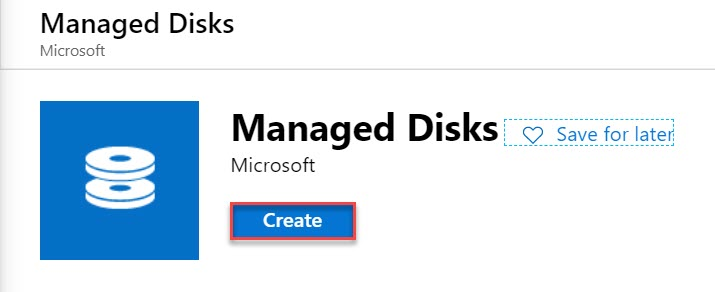 Managed Disks
Microsoft
Managed Disks
Save for later
Microsoft
Create